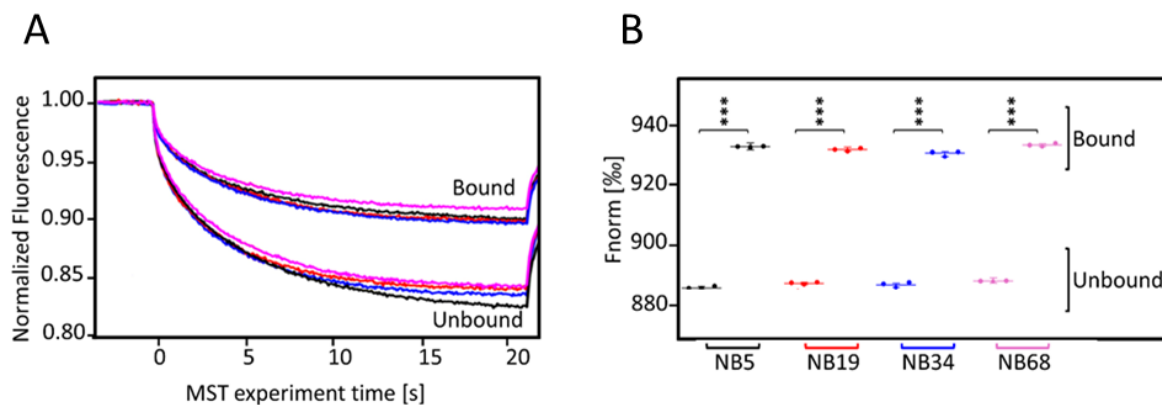 A
Normalized Fluorescence
1.00
0.95
0.90
0.85
0.80
Bound
Unbound
0
5
10
15
20
MST experiment time [s]
B
Fnorm [‰]
940
920
900
880
***
***
***
***
Bound
Unbound
NB5
NB19
NB34
NB68